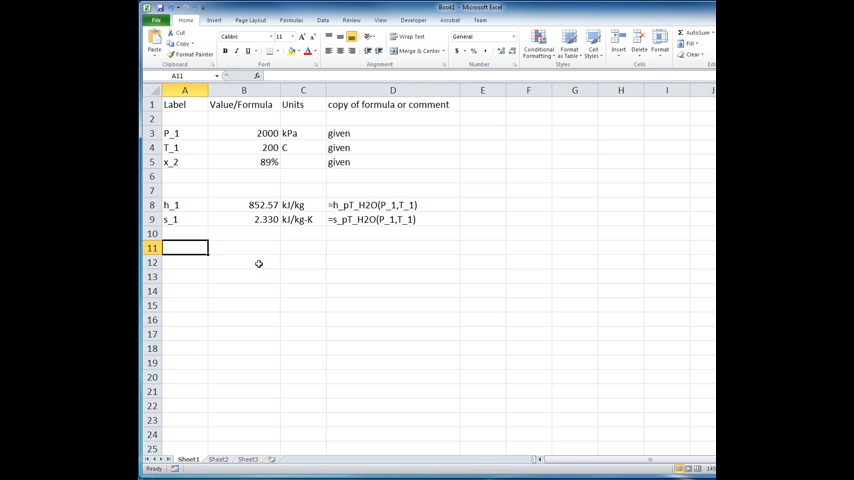 Book1 - Microsoft Excel
File Home Insert Page Layout Formulas Data Review View Developer Acrobat Team
Paste Cut Copy Format Painter Calibri 11 Wrap Text Merge & Center General Conditional Formatting Format as Table Cell Styles Insert Delete Format AutoSum Fill Clear
Clipboard Font Alignment Number Styles Cells
A11 fx
A B C D E F G H I J
1 Label Value/Formula Units copy of formula or comment
2
3 P_1 2000 kPa given
4 T_1 200 C given
5 x_2 89% given
6
7
8 h_1 852.57 kJ/kg =h_pT_H2O(P_1,T_1)
9 s_1 2.330 kJ/kg-K =s_pT_H2O(P_1,T_1)
10
11
12
13
14
15
16
17
18
19
20
21
22
23
24
25
Sheet1 Sheet2 Sheet3
Ready 145